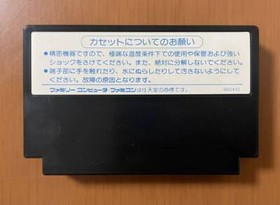 カセットについてのお願い
●精密機器ですので、極端な温度条件下での使用や保管および強い
ショックをさけてください。また、絶対に分解しないでください。
●端子部に手を触れたり、水にぬらしたりして汚さないようにして
ください。故障の原因となります。
ファミリーコンピュータ・ファミコンは任天堂の商標です。